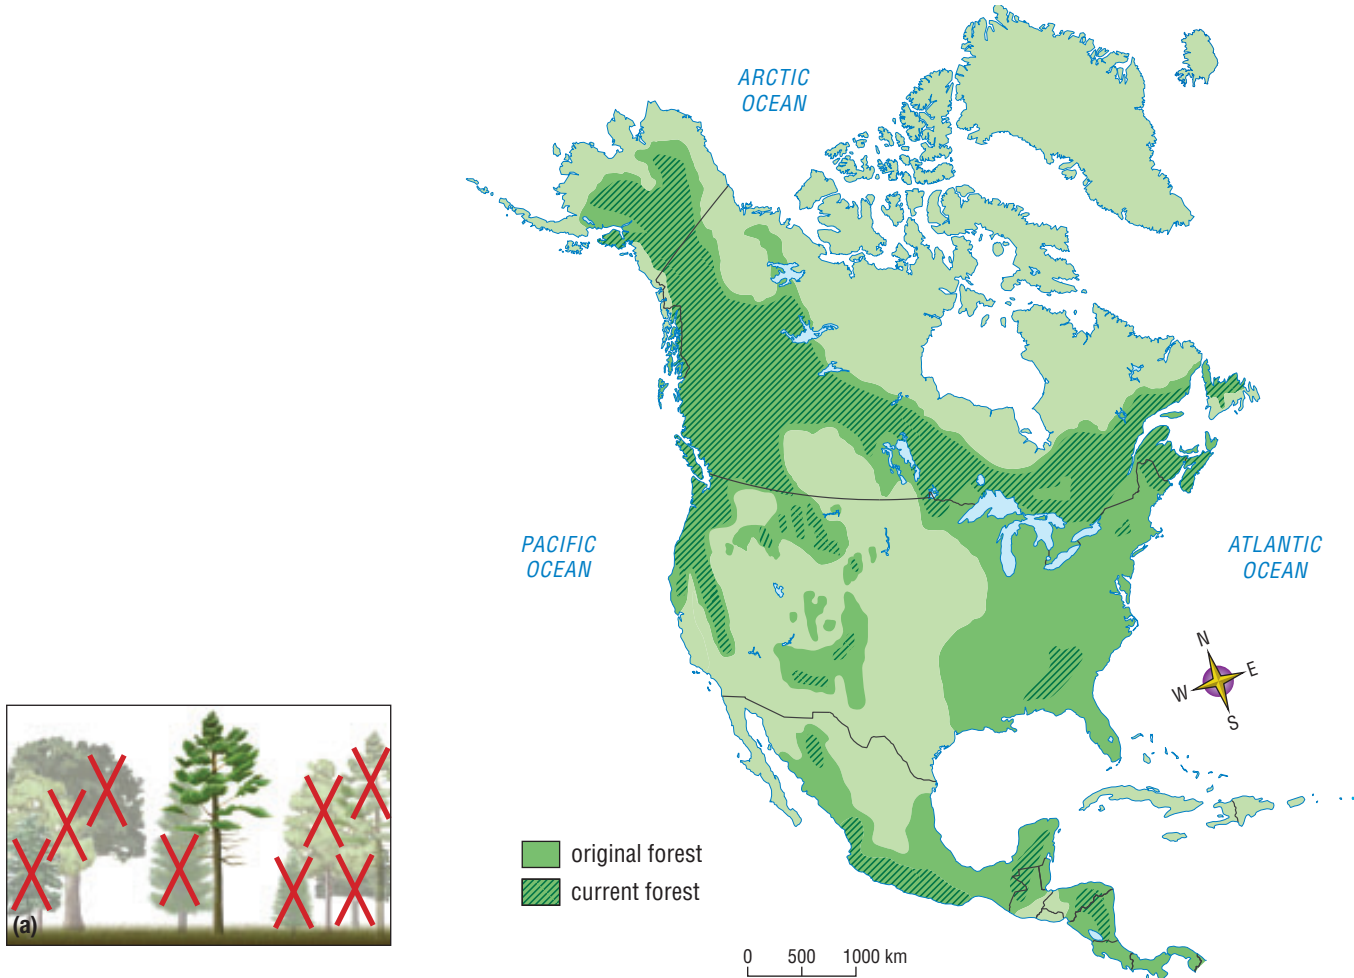 ARCTIC
OCEAN
PACIFIC
OCEAN
ATLANTIC
OCEAN
N
E
W
S
original forest
current forest
0 500 1000 km
(a)